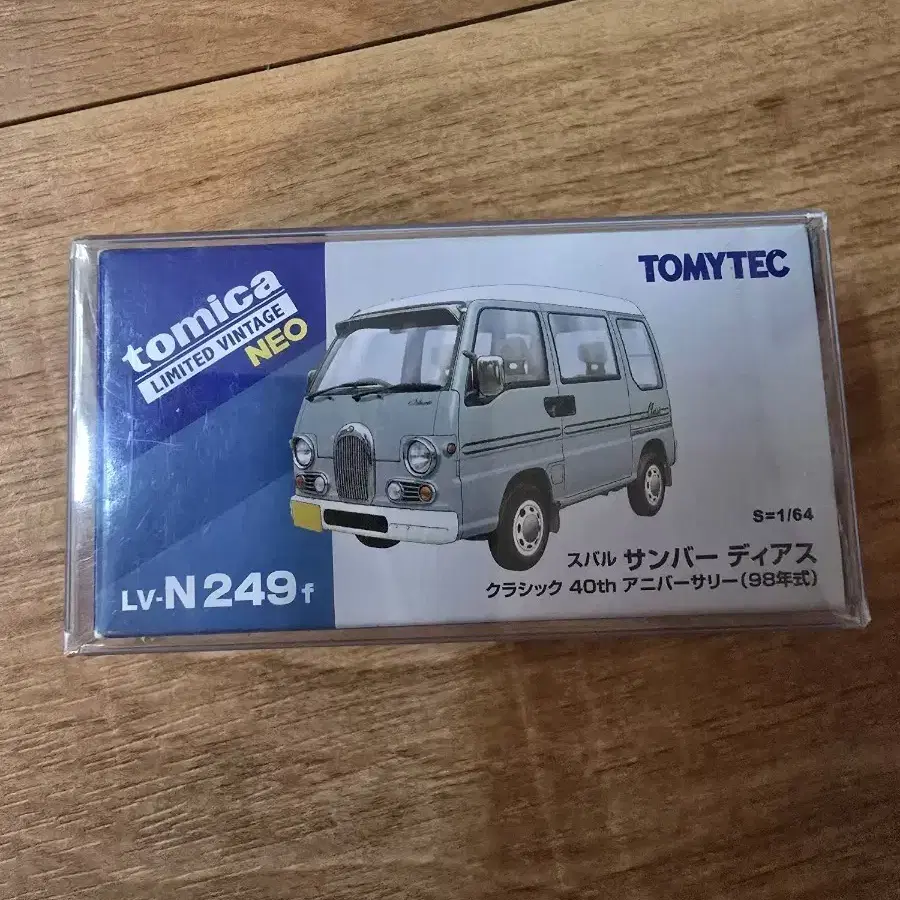 tomica
LIMITED VINTAGE
NEO
TOMYTEC
S=1/64
スバル サンバー ディアス
クラシック 40th アニバーサリー(98年式)
LV-N249f